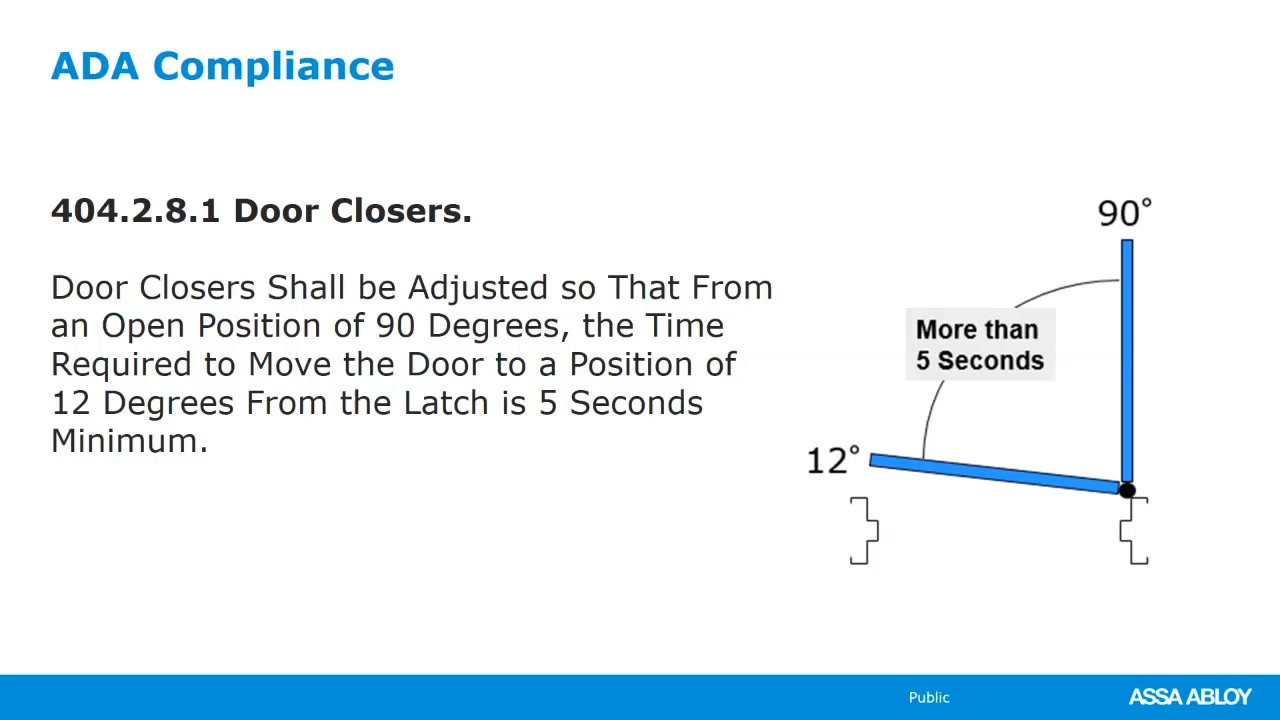 ADA Compliance
404.2.8.1 Door Closers.
Door Closers Shall be Adjusted so That From
an Open Position of 90 Degrees, the Time
Required to Move the Door to a Position of
12 Degrees From the Latch is 5 Seconds
Minimum.
90°
More than
5 Seconds
12°
Public
ASSA ABLOY